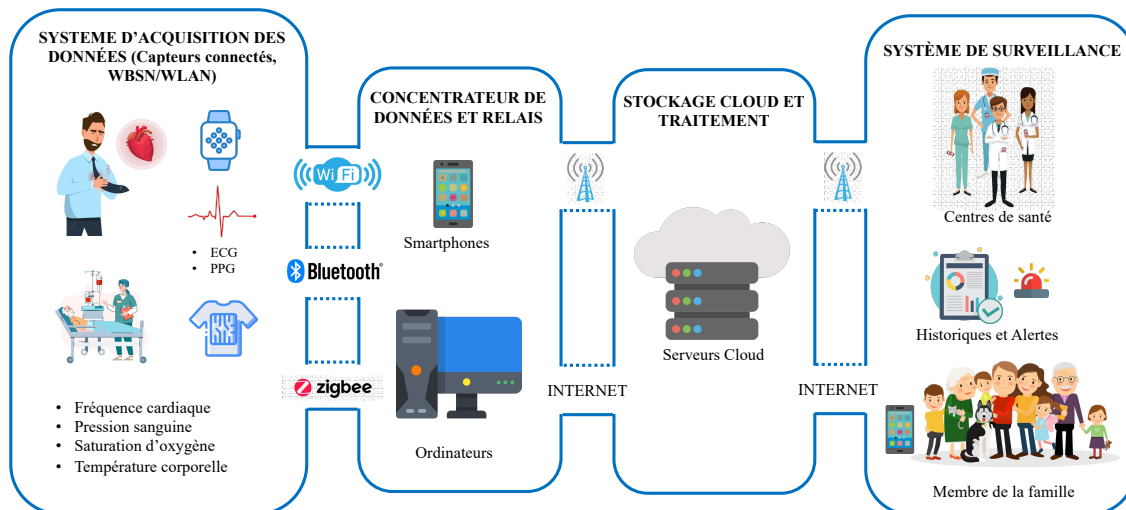 SYSTEME D'ACQUISITION DES
DONNÉES (Capteurs connectés,
WBSN/WLAN)
ECG
PPG
Fréquence cardiaque
Pression sanguine
Saturation d'oxygène
Température corporelle
WiFi
Bluetooth
zigbee
CONCENTRATEUR DE
DONNÉES ET RELAIS
Smartphones
Ordinateurs
INTERNET
STOCKAGE CLOUD ET
TRAITEMENT
Serveurs Cloud
INTERNET
SYSTÈME DE SURVEILLANCE
Centres de santé
Historiques et Alertes
Membre de la famille